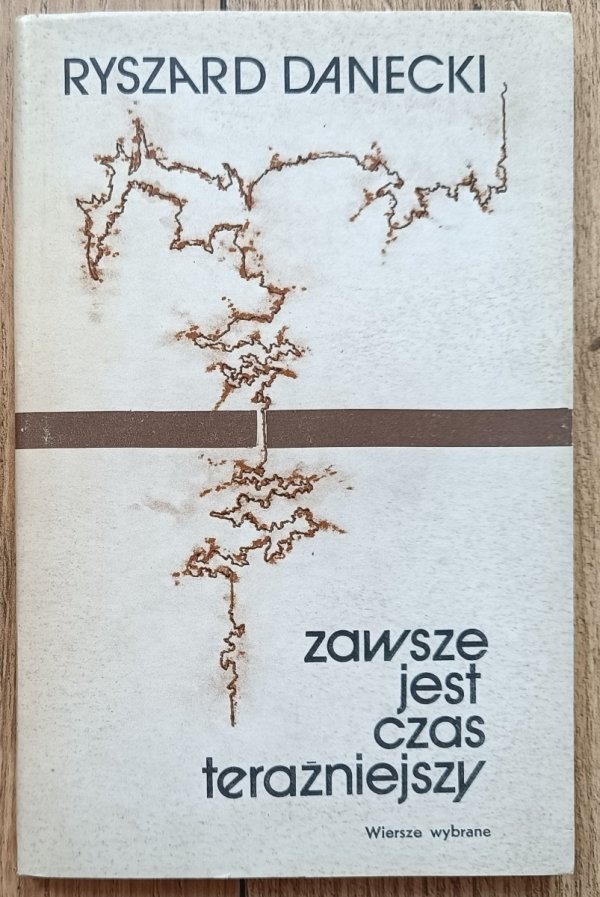 RYSZARD DANECKI
zawsze
jest
czas
teraźniejszy
Wiersze wybrane